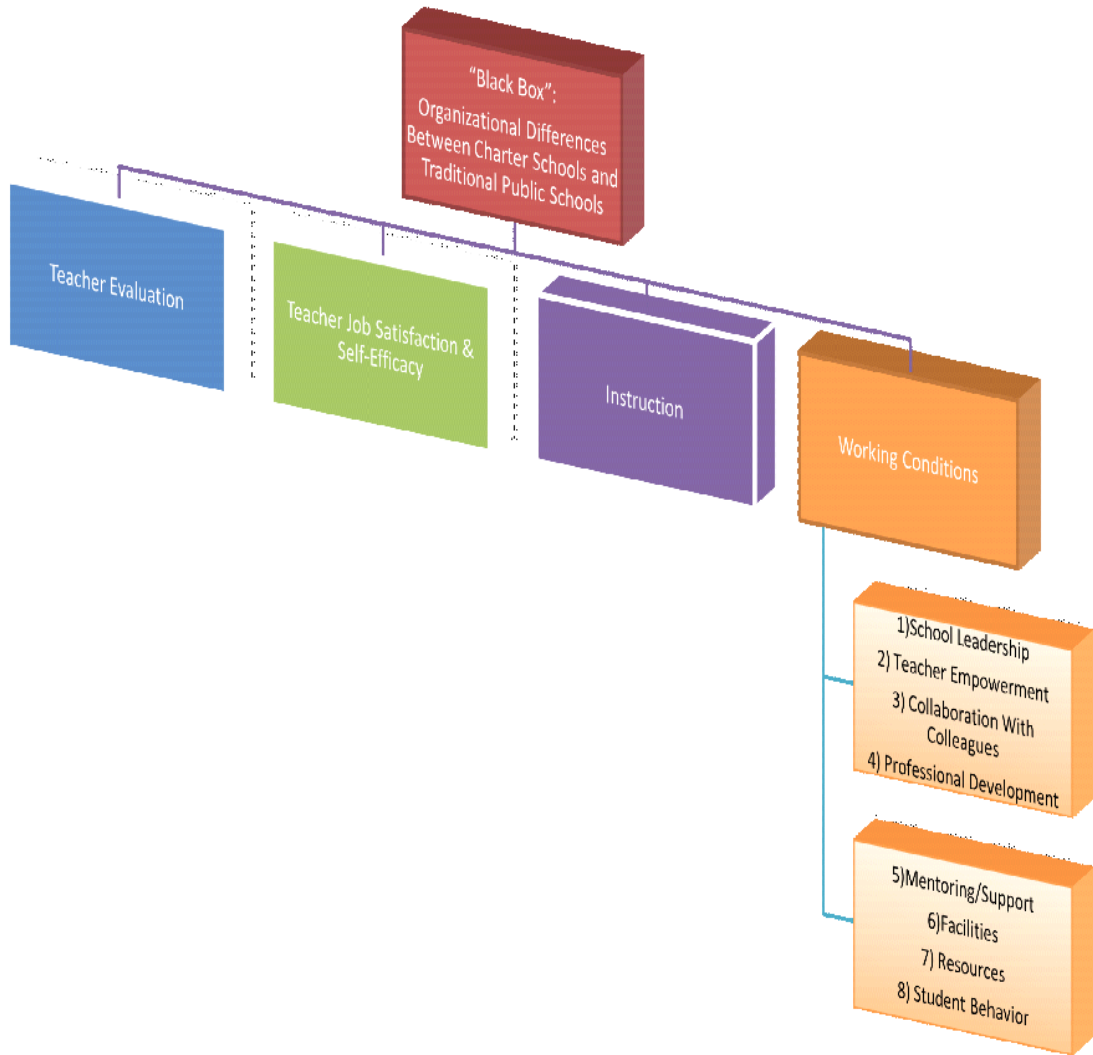 “Black Box”:
Organizational Differences
Between Charter Schools and
Traditional Public Schools
Teacher Evaluation
Teacher Job Satisfaction &
Self-Efficacy
Instruction
Working Conditions
1)School Leadership
2) Teacher Empowerment
3) Collaboration With
Colleagues
4) Professional Development
5)Mentoring/Support
6)Facilities
7) Resources
8) Student Behavior